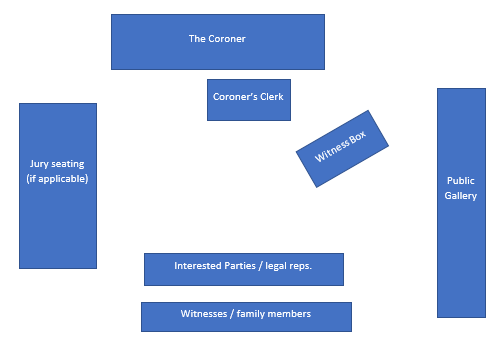 The Coroner
Coroner's Clerk
Witness Box
Jury seating
(if applicable)
Public
Gallery
Interested Parties / legal reps.
Witnesses / family members